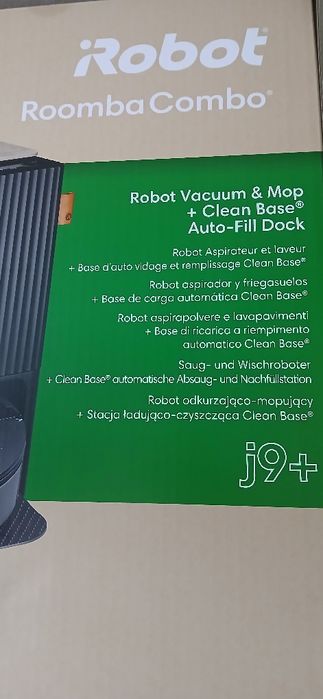 iRobot®
Roomba Combo®
Robot Vacuum & Mop
+ Clean Base®
Auto-Fill Dock
Robot Aspirateur et laveur
+ Base d'auto vidage et remplissage Clean Base®
Robot aspirador y friegasuelos
+ Base de carga automática Clean Base®
Robot aspirapolvere e lavapavimenti
+ Base di ricarica a riempimento
automatico Clean Base®
Saug- und Wischroboter
+ Clean Base® automatische Absaug- und Nachfüllstation
Robot odkurzająco-mopujący
+ Stacja ładująco-czyszcząca Clean Base®
j9+